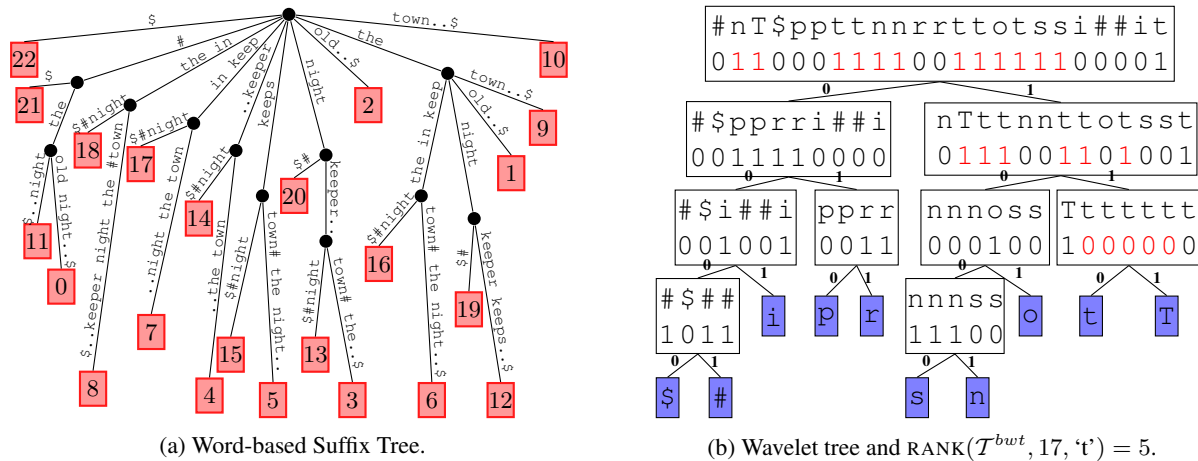 $
#
the in
in keep
..keeper
keeps
old..$
night
the
town..$
22
10
$
the
21
$#night
18
$#night
17
2
town..$
old..$
9
1
$..night
old night..$
11
0
$..keeper night the #town
8
..night the town
7
$#night
14
..the town
4
$#night
15
town# the night..
5
$#
20
keeper..
$#night
13
town# the..$
3
the in keep
$#night
16
town# the night..$
6
night
$#
19
keeper keeps..$
12
(a) Word-based Suffix Tree.
#nT$ppttnnrrttotssi##it
01100011110011111100001
0 1
#$pprri##i
0011110000
nTttnnttotsst
0111001101001
0 1
0 1
#$i##i
001001
pprr
0011
nnnoss
000100
Ttttttt
1000000
0 1
0 1
0 1
0 1
#$##
1011
i
p
r
nnnss
11100
o
t
T
0 1
0 1
$
#
s
n
(b) Wavelet tree and RANK(𝒯ᵇʷᵗ, 17, ‘t’) = 5.